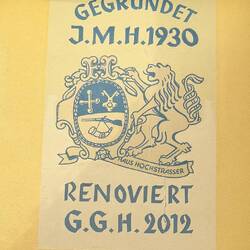 GEGRÜNDET
J.M.H.1930
HAUS HOCHSTRASSER
RENOVIERT
G.G.H. 2012